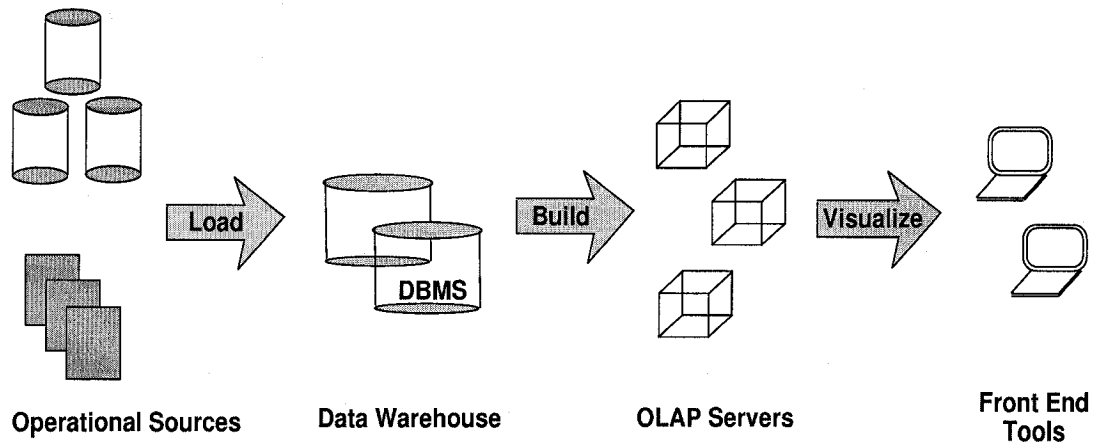 Load
Build
Visualize
DBMS
Operational Sources
Data Warehouse
OLAP Servers
Front End
Tools